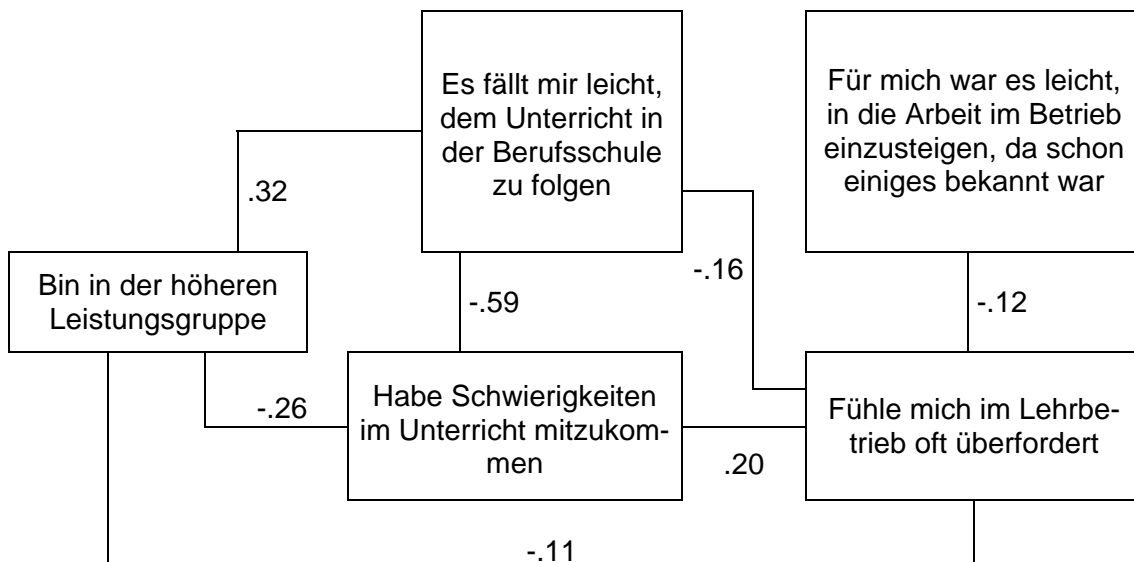 Es fällt mir leicht,
dem Unterricht in
der Berufsschule
zu folgen
Für mich war es leicht,
in die Arbeit im Betrieb
einzusteigen, da schon
einiges bekannt war
.32
-.16
Bin in der höheren
Leistungsgruppe
-.59
-.12
-.26
Habe Schwierigkeiten
im Unterricht mitzukom-
men
.20
Fühle mich im Lehrbe-
trieb oft überfordert
-.11